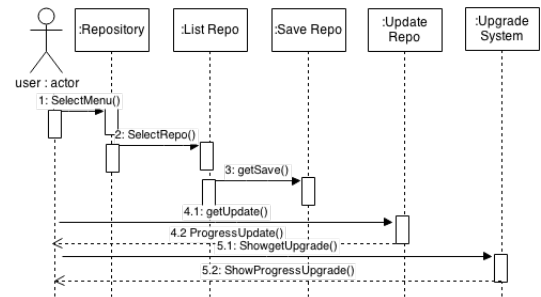 :Repository
:List Repo
:Save Repo
:Update
Repo
:Upgrade
System
user : actor
1: SelectMenu()
2: SelectRepo()
3: getSave()
4.1: getUpdate()
4.2 ProgressUpdate()
5.1: ShowgetUpgrade()
5.2: ShowProgressUpgrade()